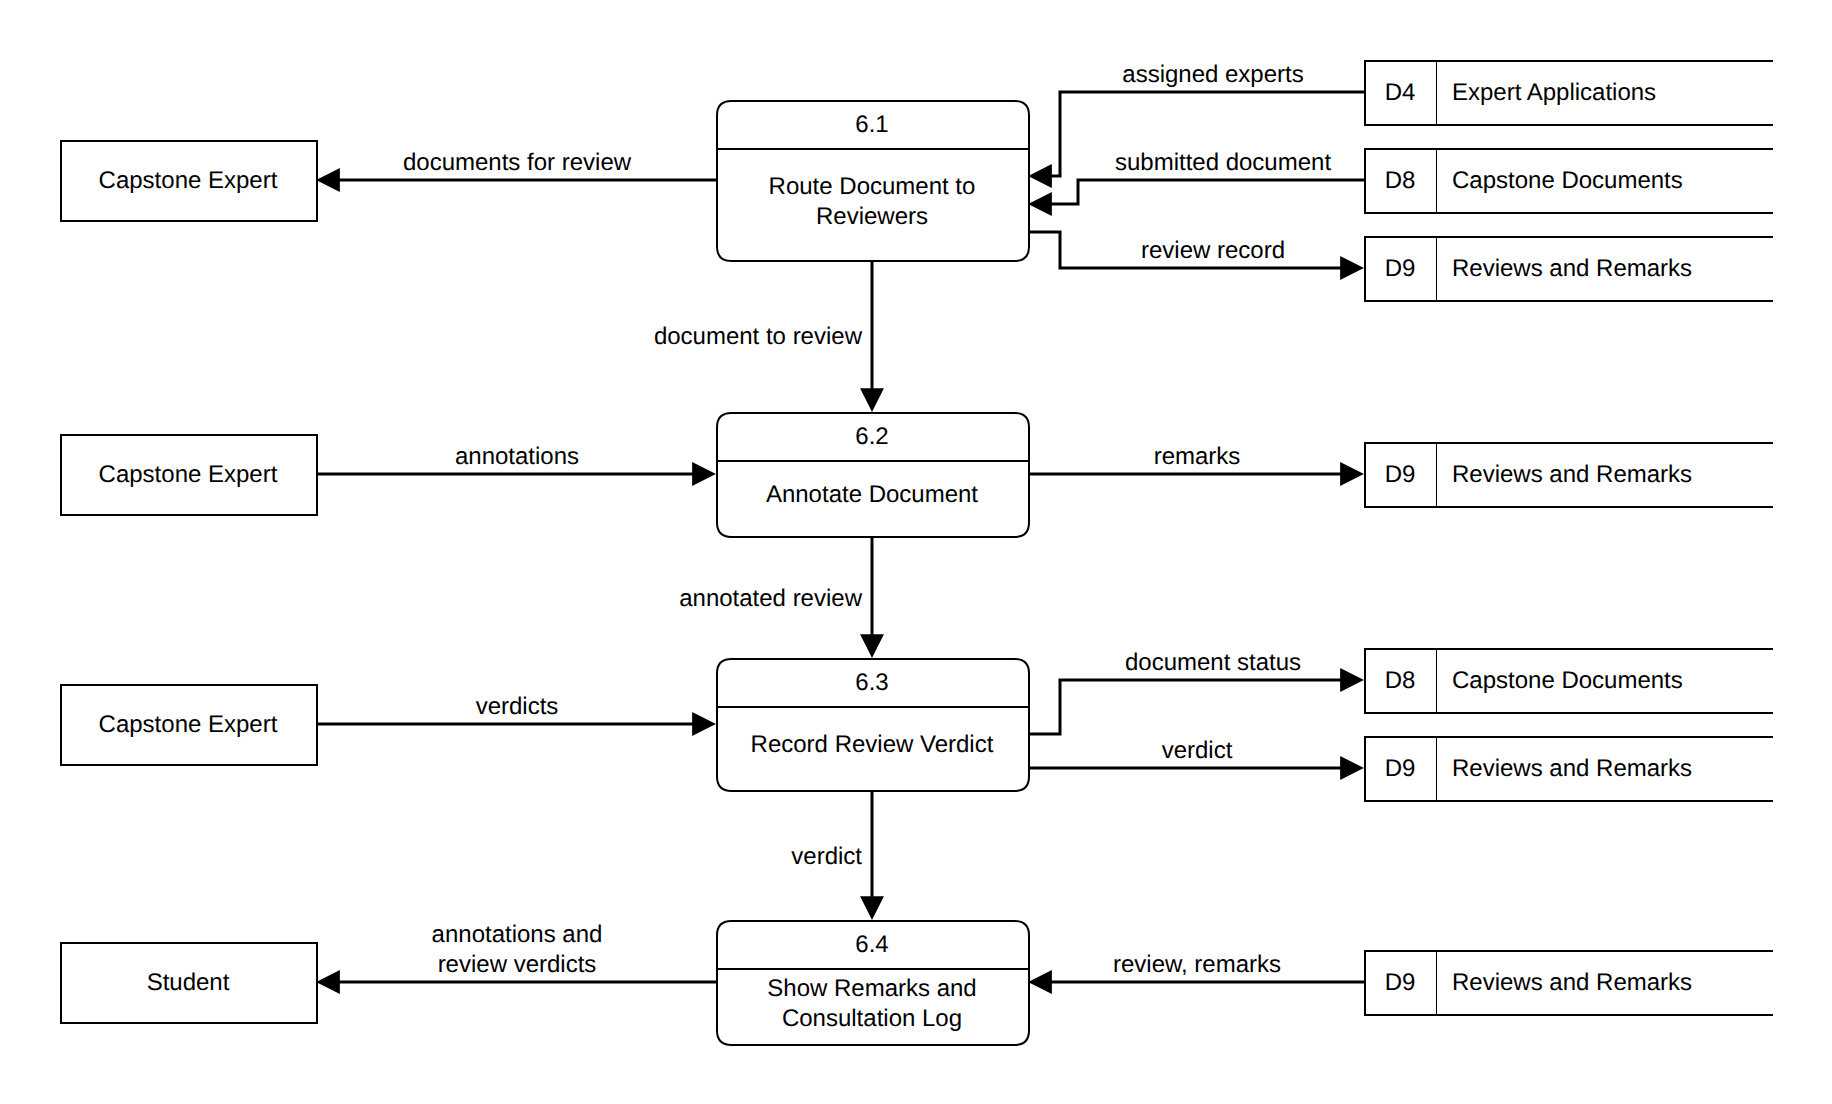 assigned experts
D4
Expert Applications
6.1
Capstone Expert
documents for review
Route Document to
Reviewers
submitted document
D8
Capstone Documents
review record
D9
Reviews and Remarks
document to review
6.2
Capstone Expert
annotations
Annotate Document
remarks
D9
Reviews and Remarks
annotated review
6.3
Capstone Expert
verdicts
Record Review Verdict
document status
D8
Capstone Documents
verdict
D9
Reviews and Remarks
verdict
6.4
Student
annotations and
review verdicts
Show Remarks and
Consultation Log
review, remarks
D9
Reviews and Remarks